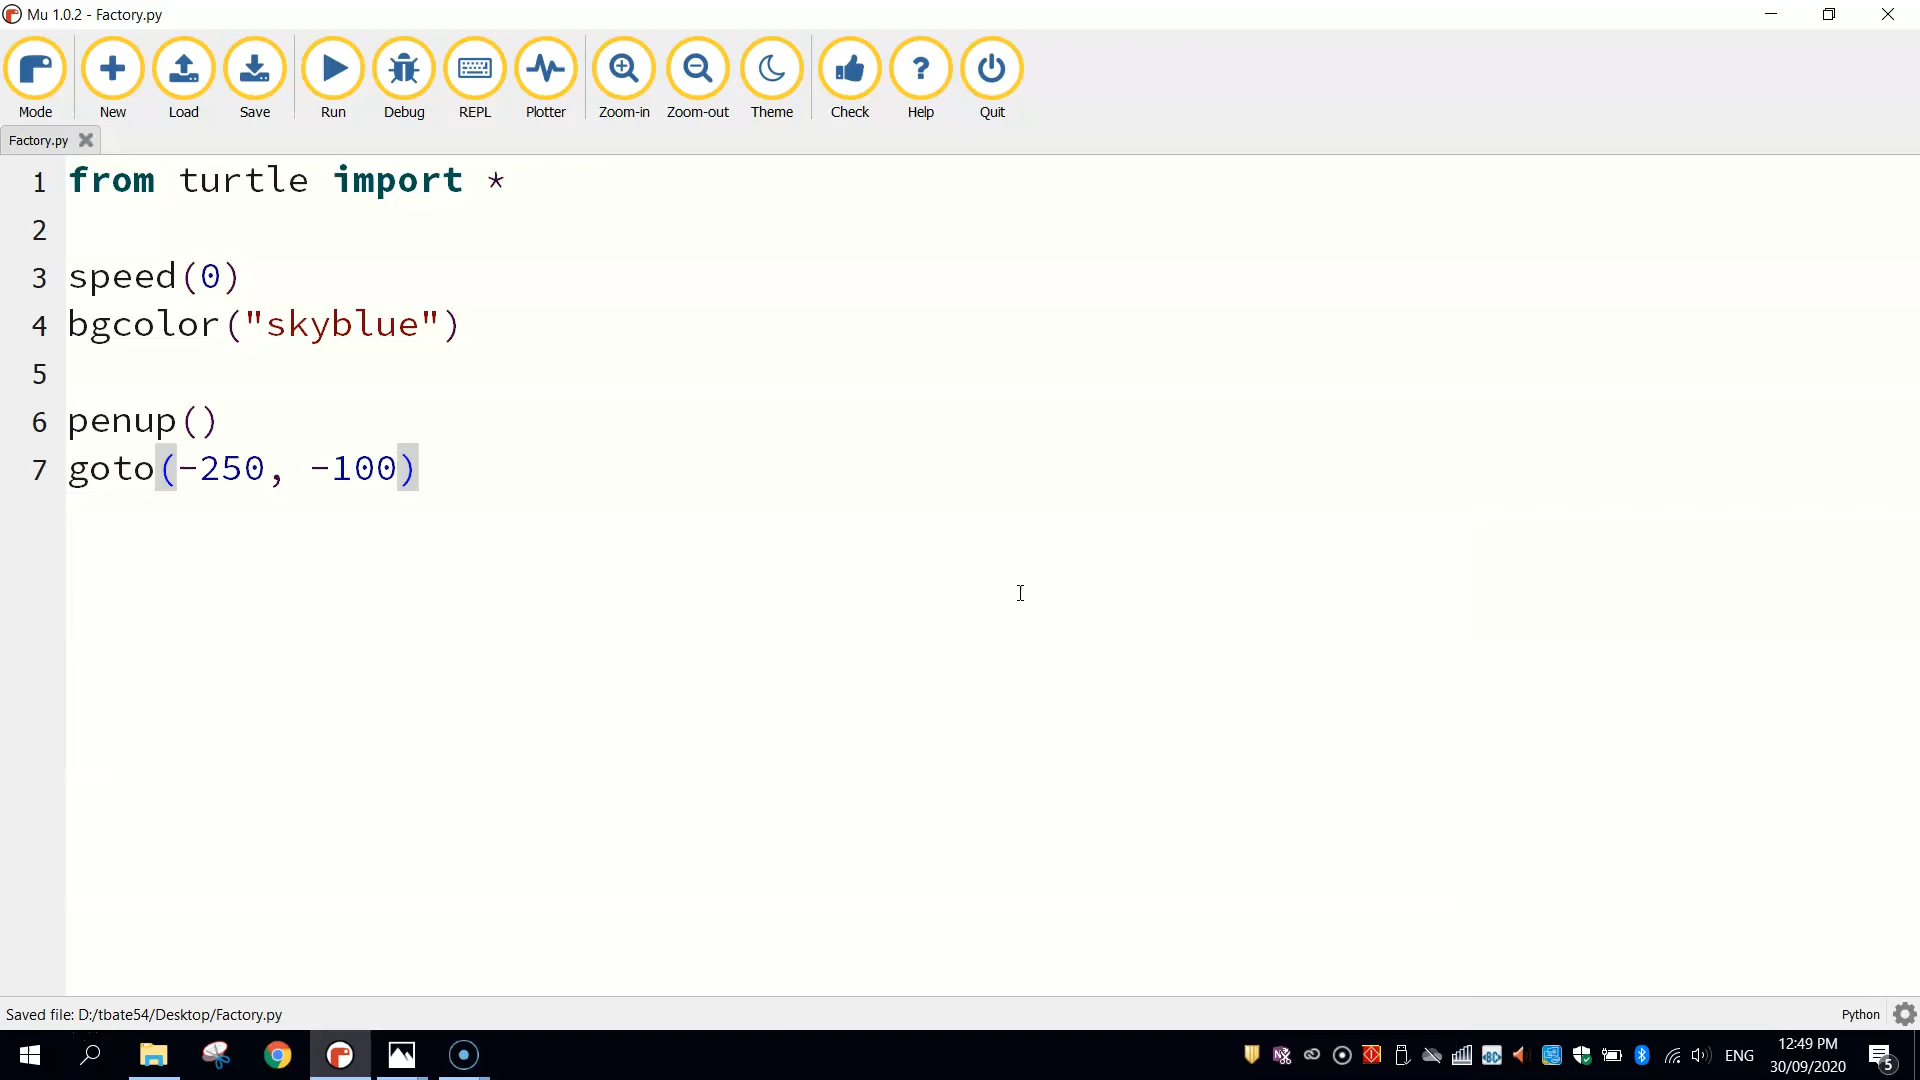 Mu 1.0.2 - Factory.py
Mode New Load Save Run Debug REPL Plotter Zoom-in Zoom-out Theme Check Help Quit
Factory.py
1 from turtle import *
2
3 speed(0)
4 bgcolor("skyblue")
5
6 penup()
7 goto(-250, -100)
Saved file: D:/tbate54/Desktop/Factory.py
Python
ENG
12:49 PM
30/09/2020
5